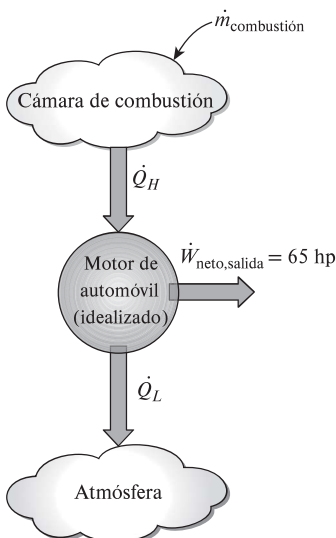 ṁcombustión
Cámara de combustión
Q̇H
Ẇneto,salida = 65 hp
Motor de
automóvil
(idealizado)
Q̇L
Atmósfera